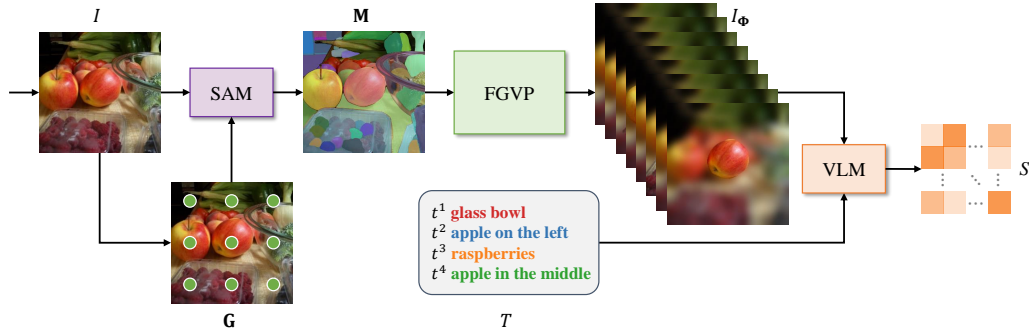 I
M
I_Φ
SAM
FGVP
VLM
S
t¹ glass bowl
t² apple on the left
t³ raspberries
t⁴ apple in the middle
G
T